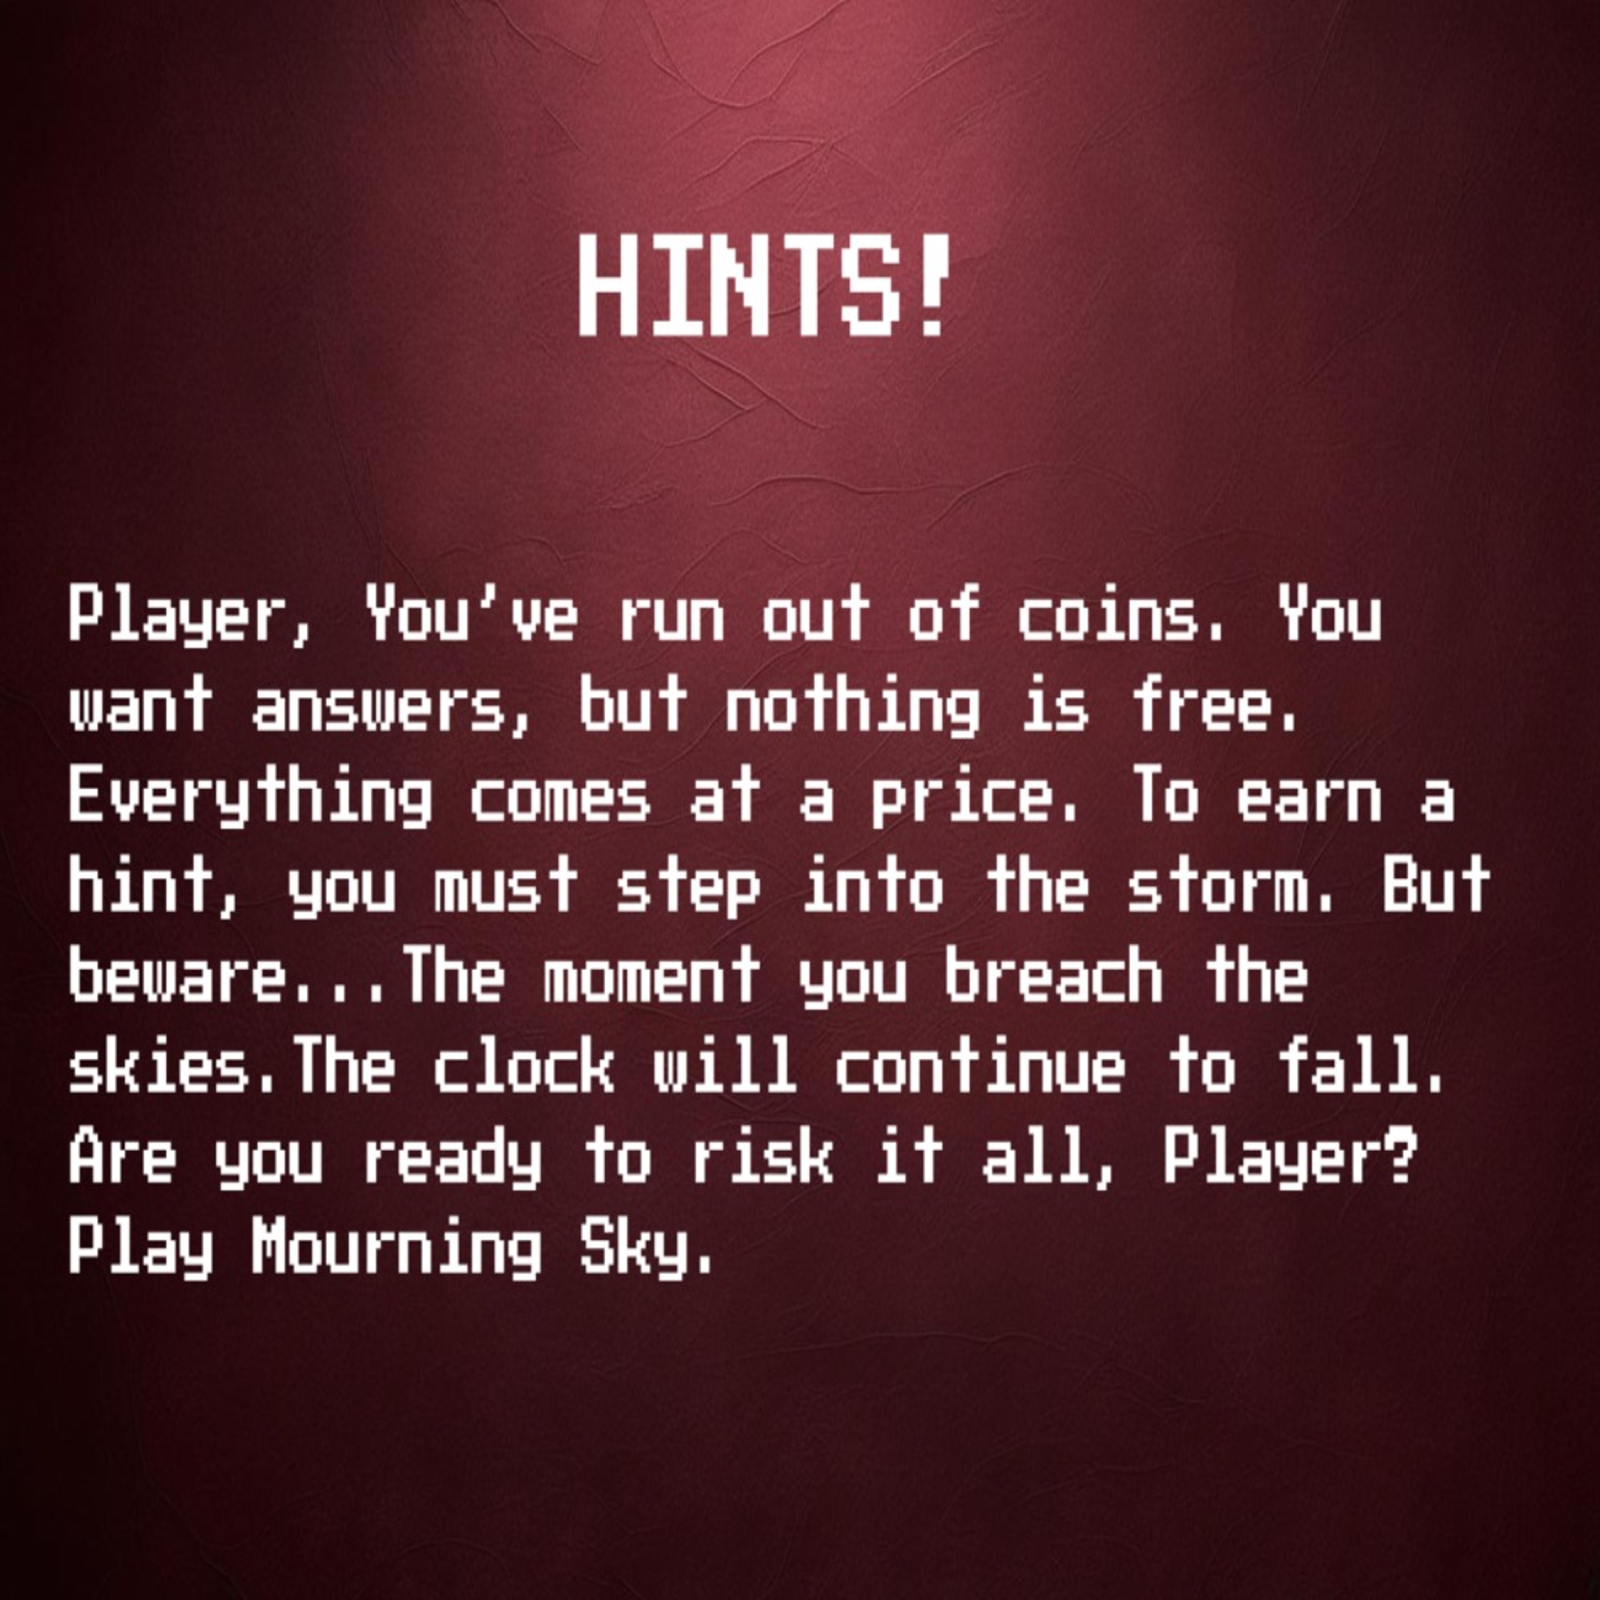 HINTS!
Player, You've run out of coins. You
want answers, but nothing is free.
Everything comes at a price. To earn a
hint, you must step into the storm. But
beware...The moment you breach the
skies.The clock will continue to fall.
Are you ready to risk it all, Player?
Play Mourning Sky.